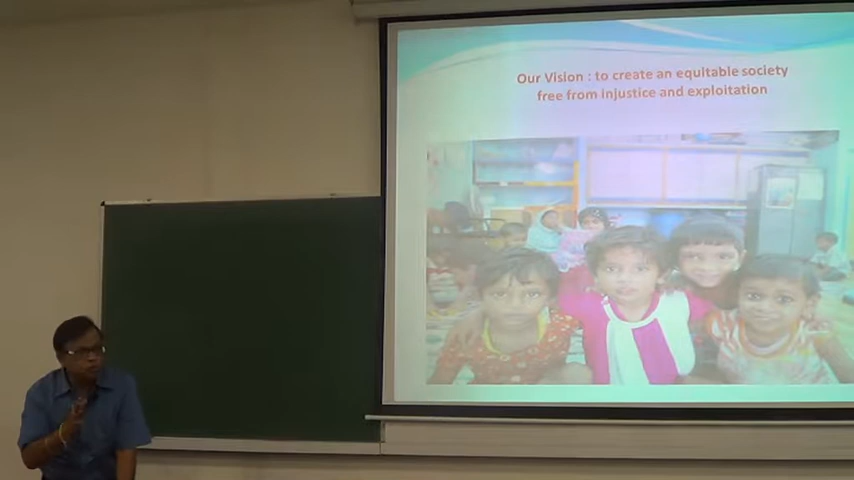 Our Vision : to create an equitable society
free from injustice and exploitation